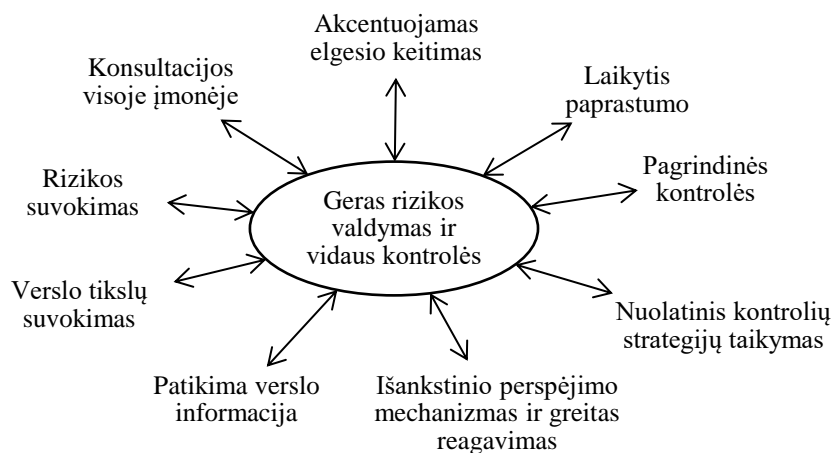 Akcentuojamas
elgesio keitimas
Konsultacijos
visoje įmonėje
Laikytis
paprastumo
Rizikos
suvokimas
Geras rizikos
valdymas ir
vidaus kontrolės
Pagrindinės
kontrolės
Verslo tikslų
suvokimas
Nuolatinis kontrolių
strategijų taikymas
Patikima verslo
informacija
Išankstinio perspėjimo
mechanizmas ir greitas
reagavimas